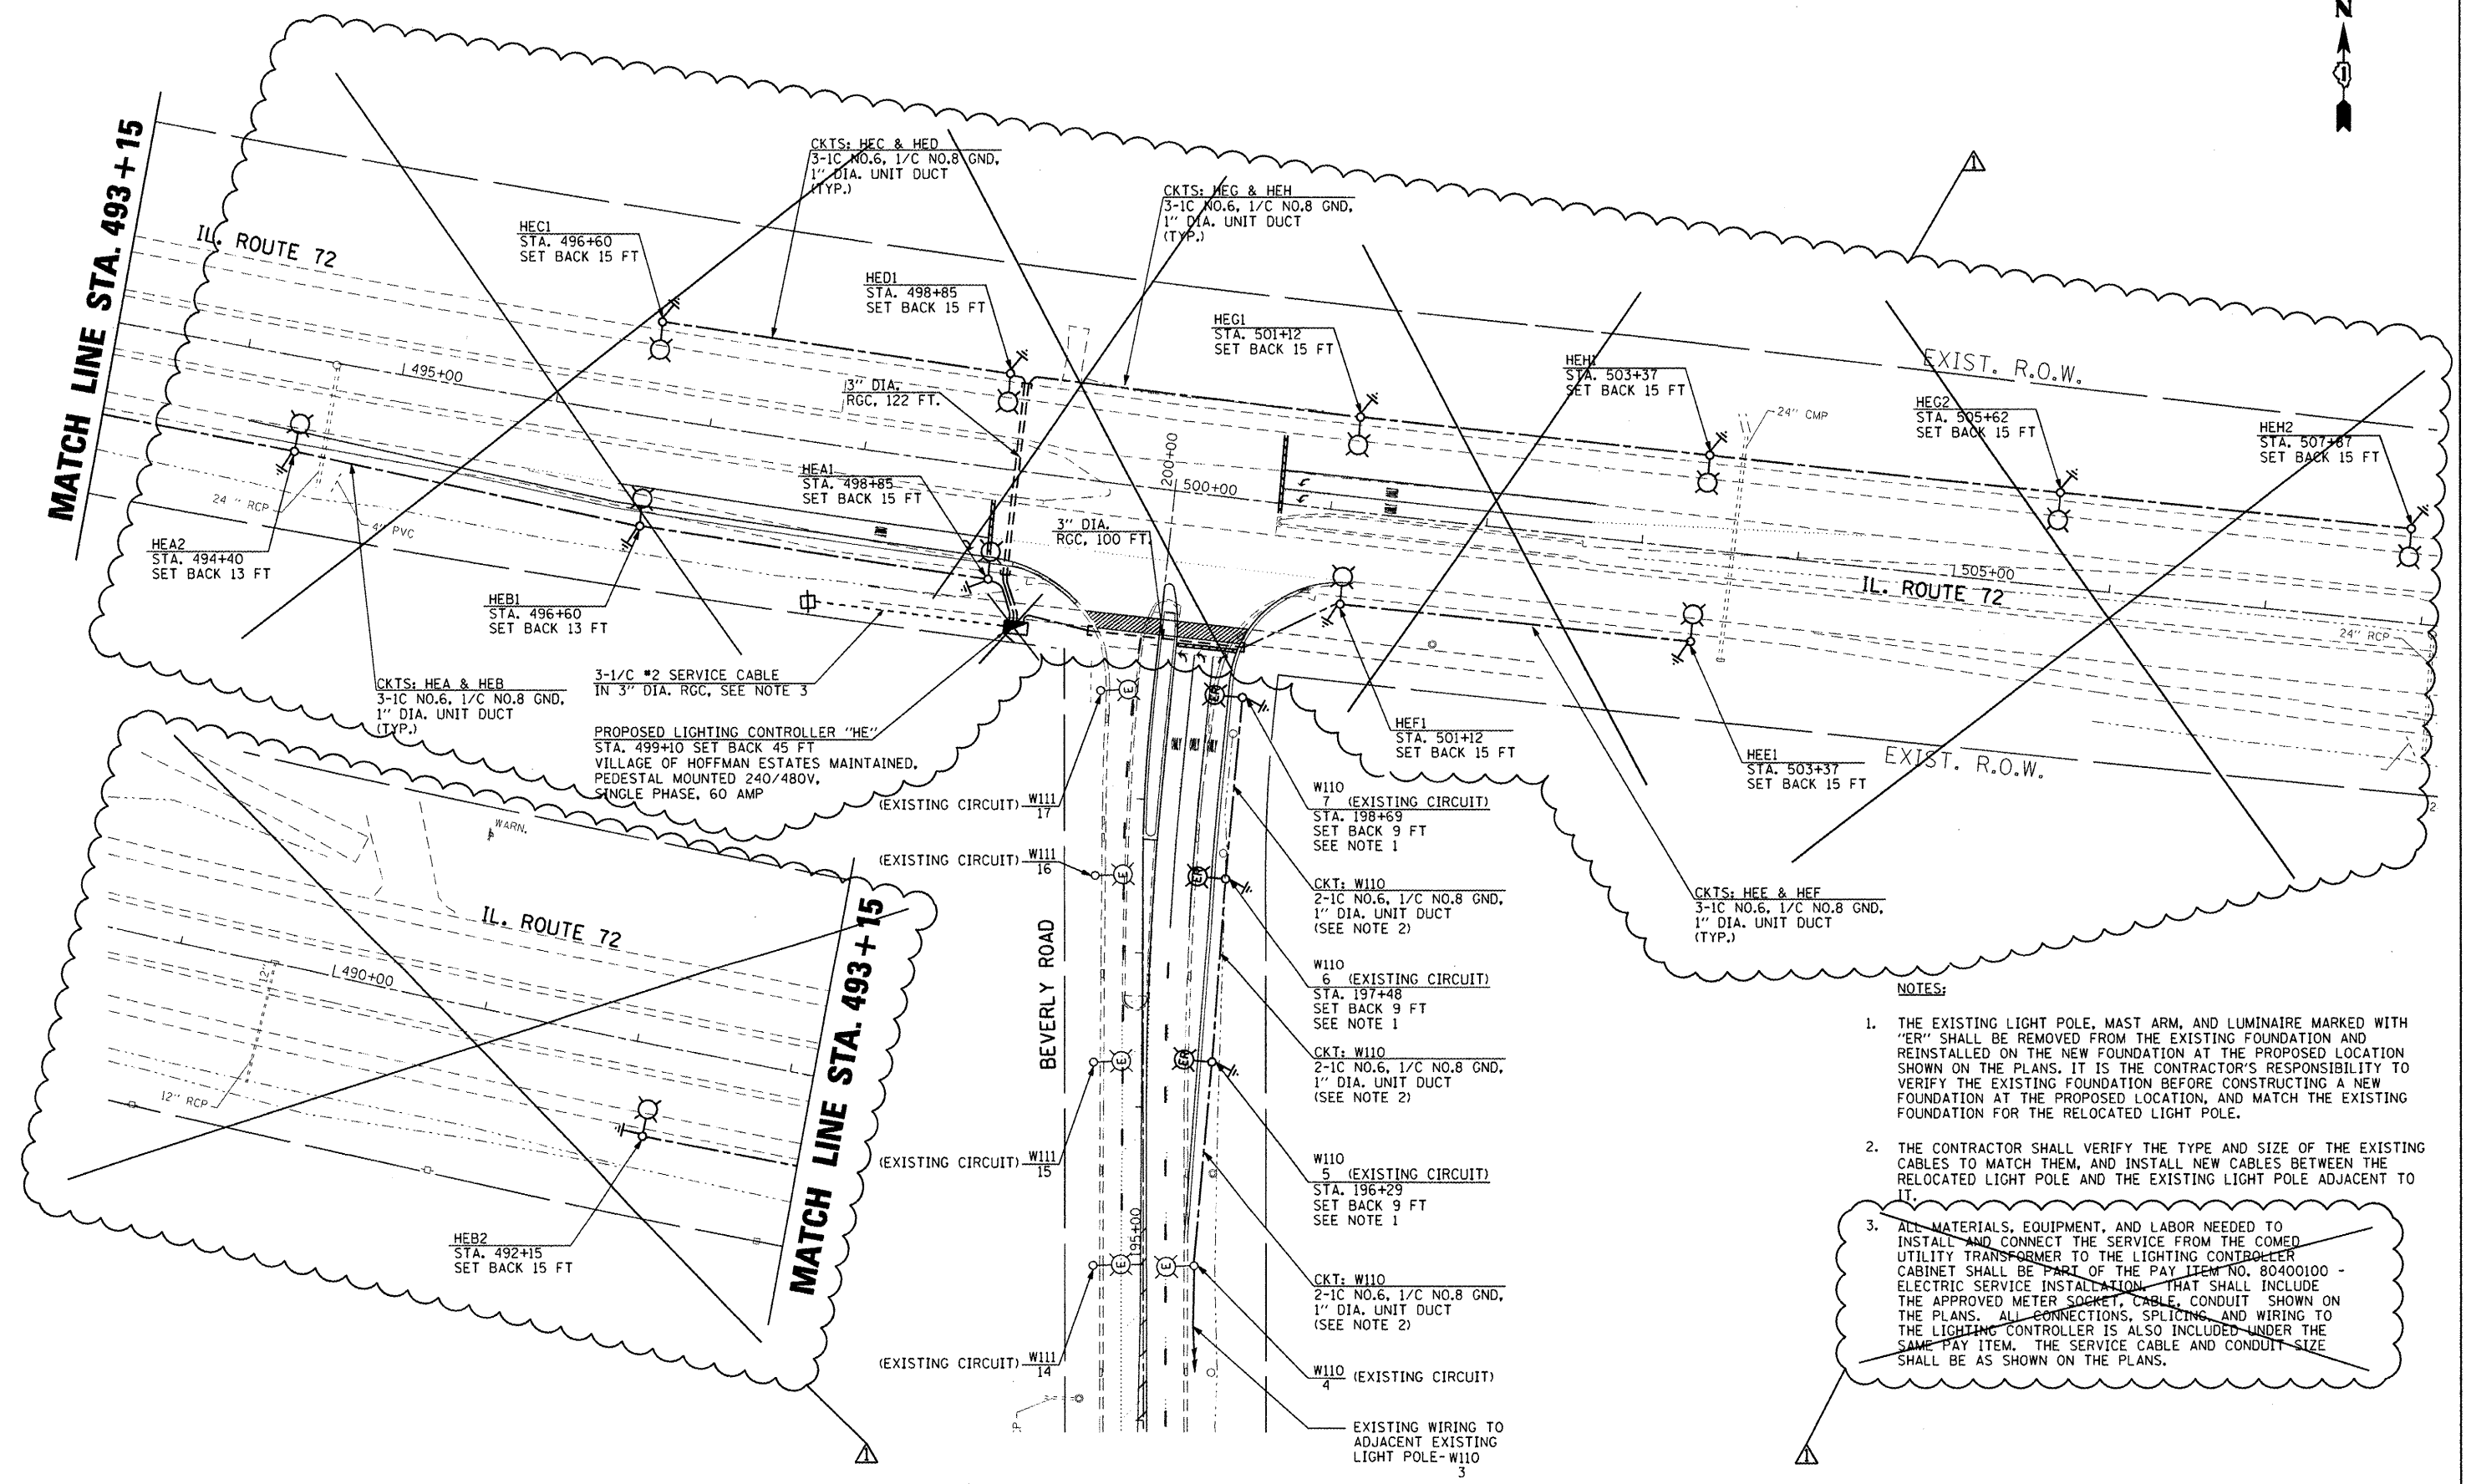 N
1
MATCH LINE STA. 493+15
IL. ROUTE 72
CKTS: HEC & HED
3-1C NO.6, 1/C NO.8 GND,
1" DIA. UNIT DUCT
(TYP.)
CKTS: HEG & HEH
3-1C NO.6, 1/C NO.8 GND,
1" DIA. UNIT DUCT
(TYP.)
1
HEC1
STA. 496+60
SET BACK 15 FT
HED1
STA. 498+85
SET BACK 15 FT
HEG1
STA. 501+12
SET BACK 15 FT
HEH1
STA. 503+37
SET BACK 15 FT
EXIST. R.O.W.
HEG2
STA. 505+62
SET BACK 15 FT
HEH2
STA. 507+87
SET BACK 15 FT
495+00
3" DIA.
RGC, 122 FT.
24" CMP
200+00
500+00
HEA1
STA. 498+85
SET BACK 15 FT
24 " RCP
4" PVC
3" DIA.
RGC, 100 FT.
HEA2
STA. 494+40
SET BACK 13 FT
505+00
IL. ROUTE 72
HEB1
STA. 496+60
SET BACK 13 FT
24" RCP
E
CKTS: HEA & HEB
3-1C NO.6, 1/C NO.8 GND,
1" DIA. UNIT DUCT
(TYP.)
3-1/C #2 SERVICE CABLE
IN 3" DIA. RGC, SEE NOTE 3
PROPOSED LIGHTING CONTROLLER "HE"
STA. 499+10 SET BACK 45 FT
VILLAGE OF HOFFMAN ESTATES MAINTAINED,
PEDESTAL MOUNTED 240/480V,
SINGLE PHASE, 60 AMP
HEF1
STA. 501+12
SET BACK 15 FT
HEE1
STA. 503+37
SET BACK 15 FT
EXIST. R.O.W.
2
CKTS: HEE & HEF
3-1C NO.6, 1/C NO.8 GND,
1" DIA. UNIT DUCT
(TYP.)
E
ER
(EXISTING CIRCUIT) W111
17
W110
7 (EXISTING CIRCUIT)
STA. 198+69
SET BACK 9 FT
SEE NOTE 1
E
ER
(EXISTING CIRCUIT) W111
16
CKT: W110
2-1C NO.6, 1/C NO.8 GND,
1" DIA. UNIT DUCT
(SEE NOTE 2)
BEVERLY ROAD
W110
6 (EXISTING CIRCUIT)
STA. 197+48
SET BACK 9 FT
SEE NOTE 1
E
ER
CKT: W110
2-1C NO.6, 1/C NO.8 GND,
1" DIA. UNIT DUCT
(SEE NOTE 2)
(EXISTING CIRCUIT) W111
15
W110
5 (EXISTING CIRCUIT)
STA. 196+29
SET BACK 9 FT
SEE NOTE 1
195+00
E
E
CKT: W110
2-1C NO.6, 1/C NO.8 GND,
1" DIA. UNIT DUCT
(SEE NOTE 2)
(EXISTING CIRCUIT) W111
14
W110
4 (EXISTING CIRCUIT)
EXISTING WIRING TO
ADJACENT EXISTING
LIGHT POLE-W110
3
P
WARN.
IL. ROUTE 72
490+00
12"
12" RCP
MATCH LINE STA. 493+15
HEB2
STA. 492+15
SET BACK 15 FT
1
NOTES:
1. THE EXISTING LIGHT POLE, MAST ARM, AND LUMINAIRE MARKED WITH
"ER" SHALL BE REMOVED FROM THE EXISTING FOUNDATION AND
REINSTALLED ON THE NEW FOUNDATION AT THE PROPOSED LOCATION
SHOWN ON THE PLANS. IT IS THE CONTRACTOR'S RESPONSIBILITY TO
VERIFY THE EXISTING FOUNDATION BEFORE CONSTRUCTING A NEW
FOUNDATION AT THE PROPOSED LOCATION, AND MATCH THE EXISTING
FOUNDATION FOR THE RELOCATED LIGHT POLE.
2. THE CONTRACTOR SHALL VERIFY THE TYPE AND SIZE OF THE EXISTING
CABLES TO MATCH THEM, AND INSTALL NEW CABLES BETWEEN THE
RELOCATED LIGHT POLE AND THE EXISTING LIGHT POLE ADJACENT TO
IT.
3. ALL MATERIALS, EQUIPMENT, AND LABOR NEEDED TO
INSTALL AND CONNECT THE SERVICE FROM THE COMED
UTILITY TRANSFORMER TO THE LIGHTING CONTROLLER
CABINET SHALL BE PART OF THE PAY ITEM NO. 80400100 -
ELECTRIC SERVICE INSTALLATION. THAT SHALL INCLUDE
THE APPROVED METER SOCKET, CABLE, CONDUIT SHOWN ON
THE PLANS. ALL CONNECTIONS, SPLICING, AND WIRING TO
THE LIGHTING CONTROLLER IS ALSO INCLUDED UNDER THE
SAME PAY ITEM. THE SERVICE CABLE AND CONDUIT SIZE
SHALL BE AS SHOWN ON THE PLANS.
1